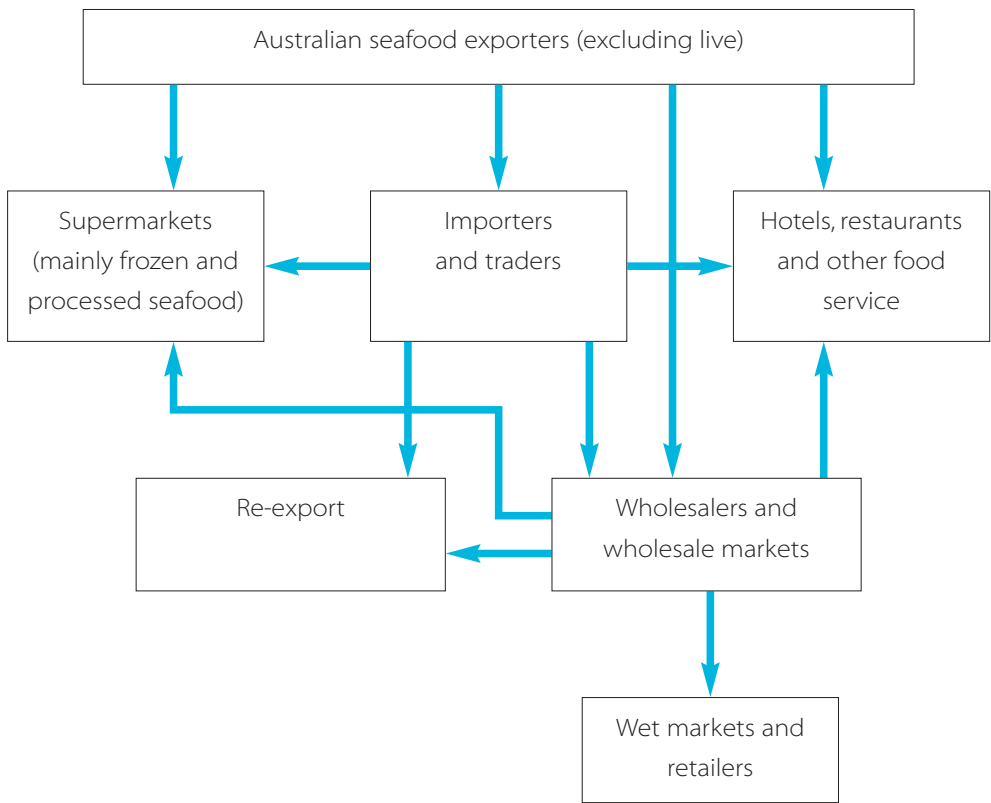 Australian seafood exporters (excluding live)
Supermarkets
(mainly frozen and
processed seafood)
Importers
and traders
Hotels, restaurants
and other food
service
Re-export
Wholesalers and
wholesale markets
Wet markets and
retailers